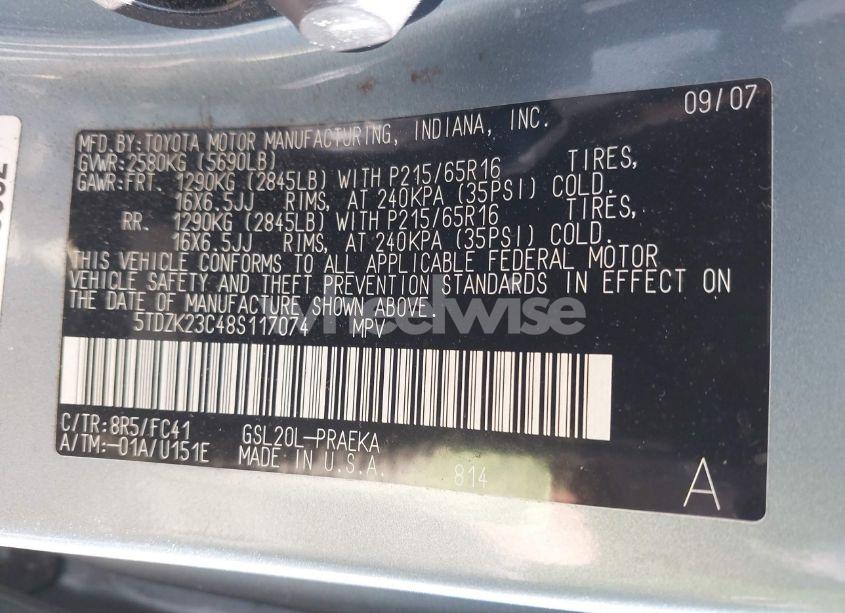 09/07
MFD.BY:TOYOTA MOTOR MANUFACTURING, INDIANA, INC.
GVWR:2580KG (5690LB)
GAWR:FRT. 1290KG (2845LB) WITH P215/65R16 TIRES,
16X6.5JJ RIMS, AT 240KPA (35PSI) COLD.
RR. 1290KG (2845LB) WITH P215/65R16 TIRES,
16X6.5JJ RIMS, AT 240KPA (35PSI) COLD.
THIS VEHICLE CONFORMS TO ALL APPLICABLE FEDERAL MOTOR
VEHICLE SAFETY AND THEFT PREVENTION STANDARDS IN EFFECT ON
THE DATE OF MANUFACTURE SHOWN ABOVE.
5TDZK23C48S117074 MPV
wheelwise
C/TR:8R5/FC41 GSL20L-PRAEKA
A/TM:-01A/U151E MADE IN U.S.A.
814
A